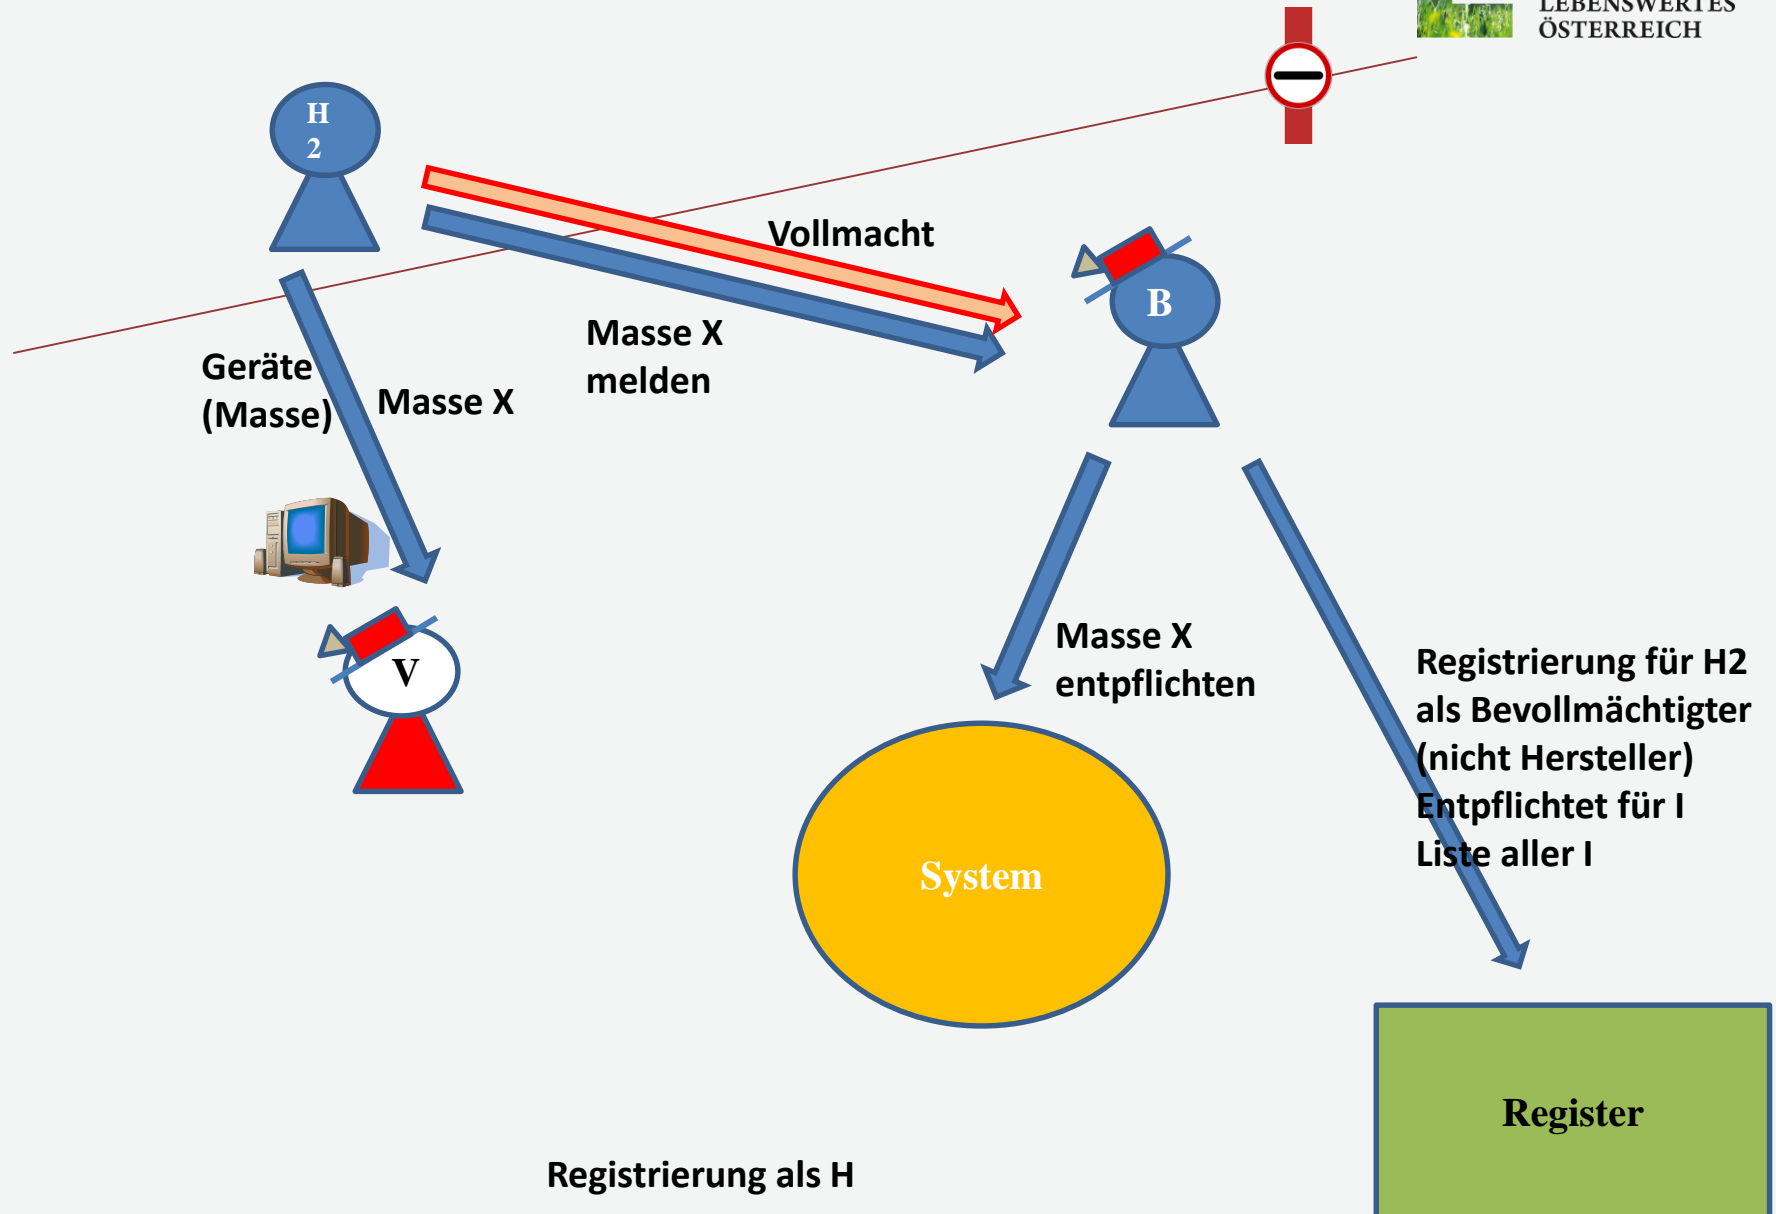 LEBENSWERTES
ÖSTERREICH
H
2
Vollmacht
B
Masse X
melden
Geräte
(Masse)
Masse X
V
Masse X
entpflichten
Registrierung für H2
als Bevollmächtigter
(nicht Hersteller)
Entpflichtet für I
Liste aller I
System
Register
Registrierung als H